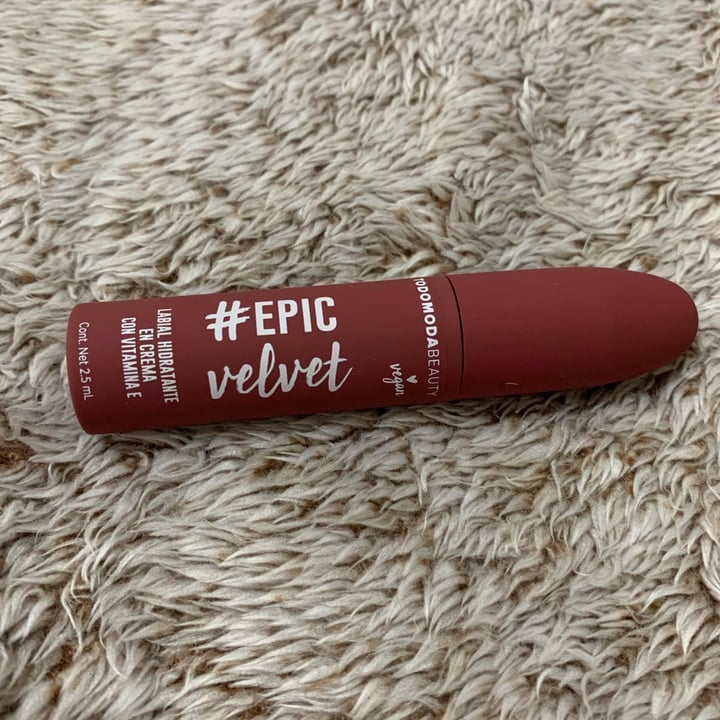 #EPIC
velvet
LABIAL HIDRATANTE
EN CREMA
CON VITAMINA E
Cont. Net 2.5 mL
vegan
TODOMODABEAUTY